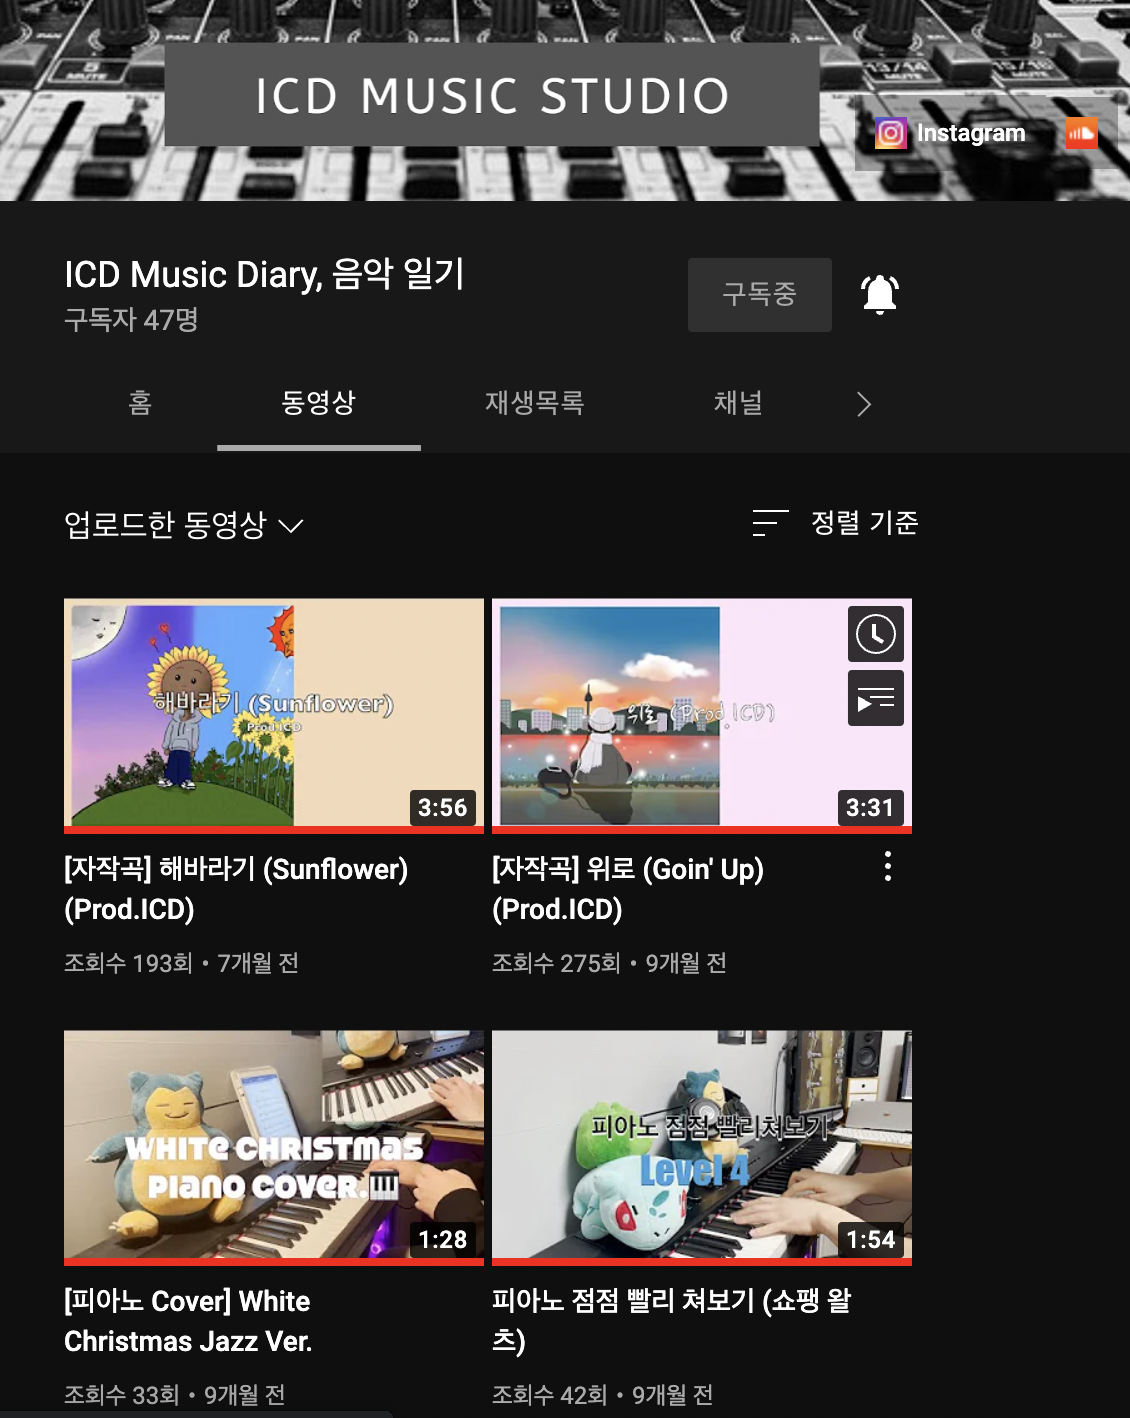 ICD MUSIC STUDIO
Instagram
ICD Music Diary, 음악 일기
구독자 47명
구독중
홈
동영상
재생목록
채널
업로드한 동영상
정렬 기준
해바라기 (Sunflower)
Prod.ICD
3:56
위로 (Prod.ICD)
3:31
[자작곡] 해바라기 (Sunflower)
(Prod.ICD)
조회수 193회 • 7개월 전
[자작곡] 위로 (Goin' Up)
(Prod.ICD)
조회수 275회 • 9개월 전
WHITE CHRISTMAS
PIANO COVER.
1:28
피아노 점점 빨리쳐보기
Level 4
1:54
[피아노 Cover] White
Christmas Jazz Ver.
조회수 33회 • 9개월 전
피아노 점점 빨리 쳐보기 (쇼팽 왈
츠)
조회수 42회 • 9개월 전